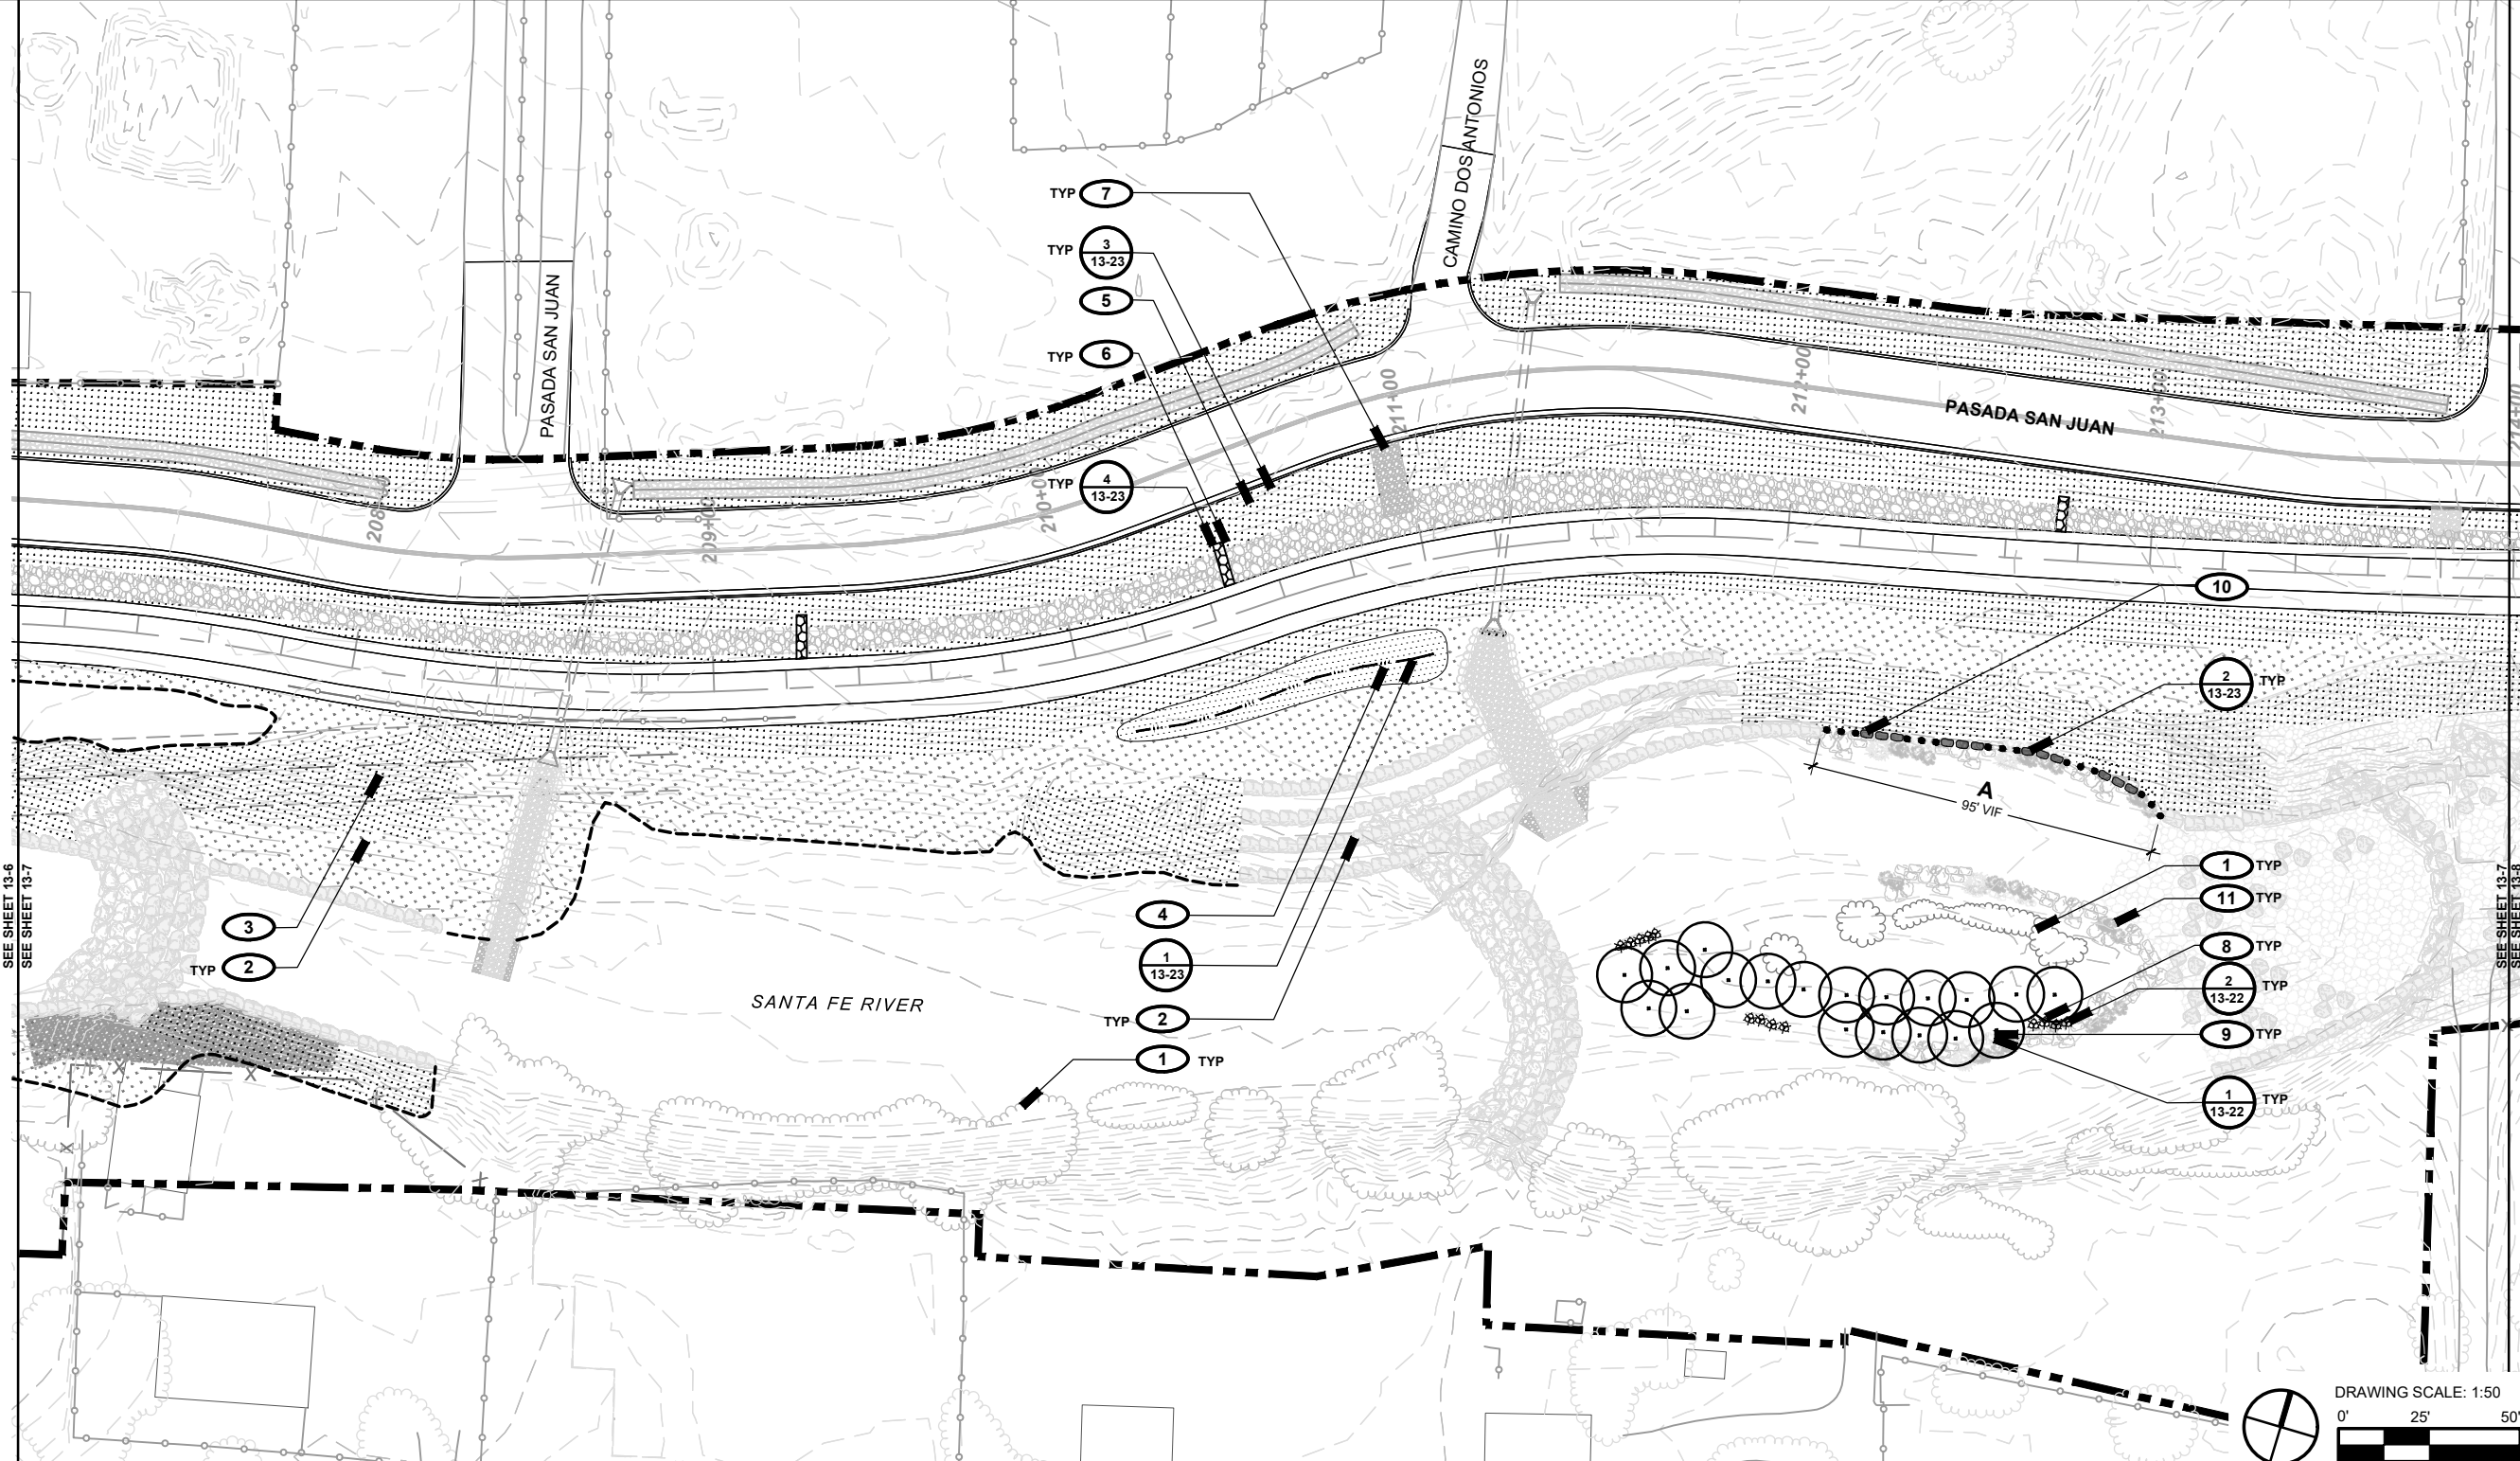 CAMINO DOS ANTONIOS
TYP 7
TYP 3
13-23
5
TYP 6
PASADA SAN JUAN
TYP 4
13-23
208
209+00
210+0
211+00
212+00
213+00
PASADA SAN JUAN
10
2 TYP
13-23
A
95' VIF
1 TYP
11 TYP
8 TYP
2 TYP
13-22
9 TYP
1 TYP
13-22
3
TYP 2
4
1
13-23
TYP 2
1 TYP
SANTA FE RIVER
SEE SHEET 13-6
SEE SHEET 13-7
SEE SHEET 13-7
SEE SHEET 13-8
DRAWING SCALE: 1:50
0' 25' 50'